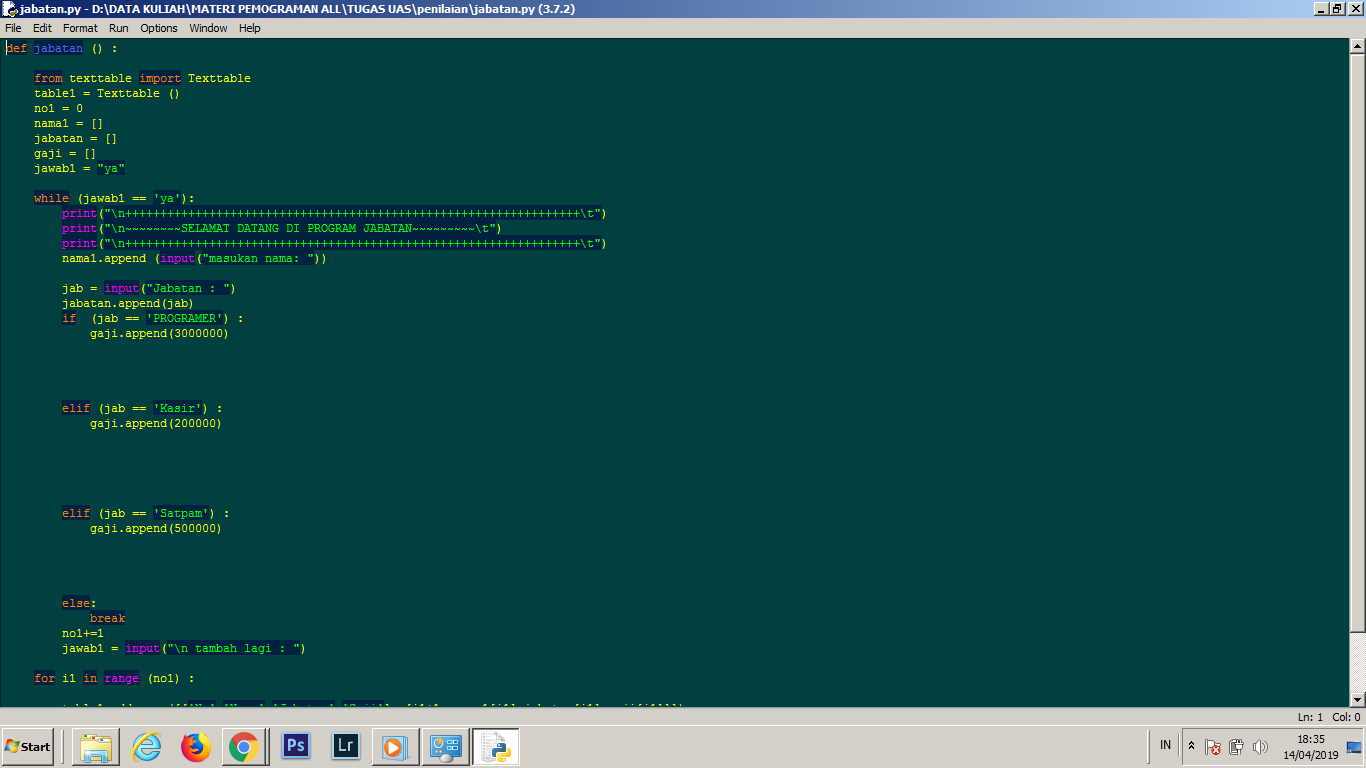 jabatan.py - D:\DATA KULIAH\MATERI PEMOGRAMAN ALL\TUGAS UAS\penilaian\jabatan.py (3.7.2)
File Edit Format Run Options Window Help
def jabatan () :
from texttable import Texttable
table1 = Texttable ()
no1 = 0
nama1 = []
jabatan = []
gaji = []
jawab1 = "ya"
while (jawab1 == 'ya'):
print("\n+++++++++++++++++++++++++++++++++++++++++++++++++++++++++++++++++\t")
print("\n~~~~~~~~SELAMAT DATANG DI PROGRAM JABATAN~~~~~~~~~\t")
print("\n+++++++++++++++++++++++++++++++++++++++++++++++++++++++++++++++++\t")
nama1.append (input("masukan nama: "))
jab = input("Jabatan : ")
jabatan.append(jab)
if  (jab == 'PROGRAMER') :
gaji.append(3000000)
elif (jab == 'Kasir') :
gaji.append(200000)
elif (jab == 'Satpam') :
gaji.append(500000)
else:
break
no1+=1
jawab1 = input("\n tambah lagi : ")
for i1 in range (no1) :
Ln: 1 Col: 0
Start
Ps
Lr
IN
18:35
14/04/2019